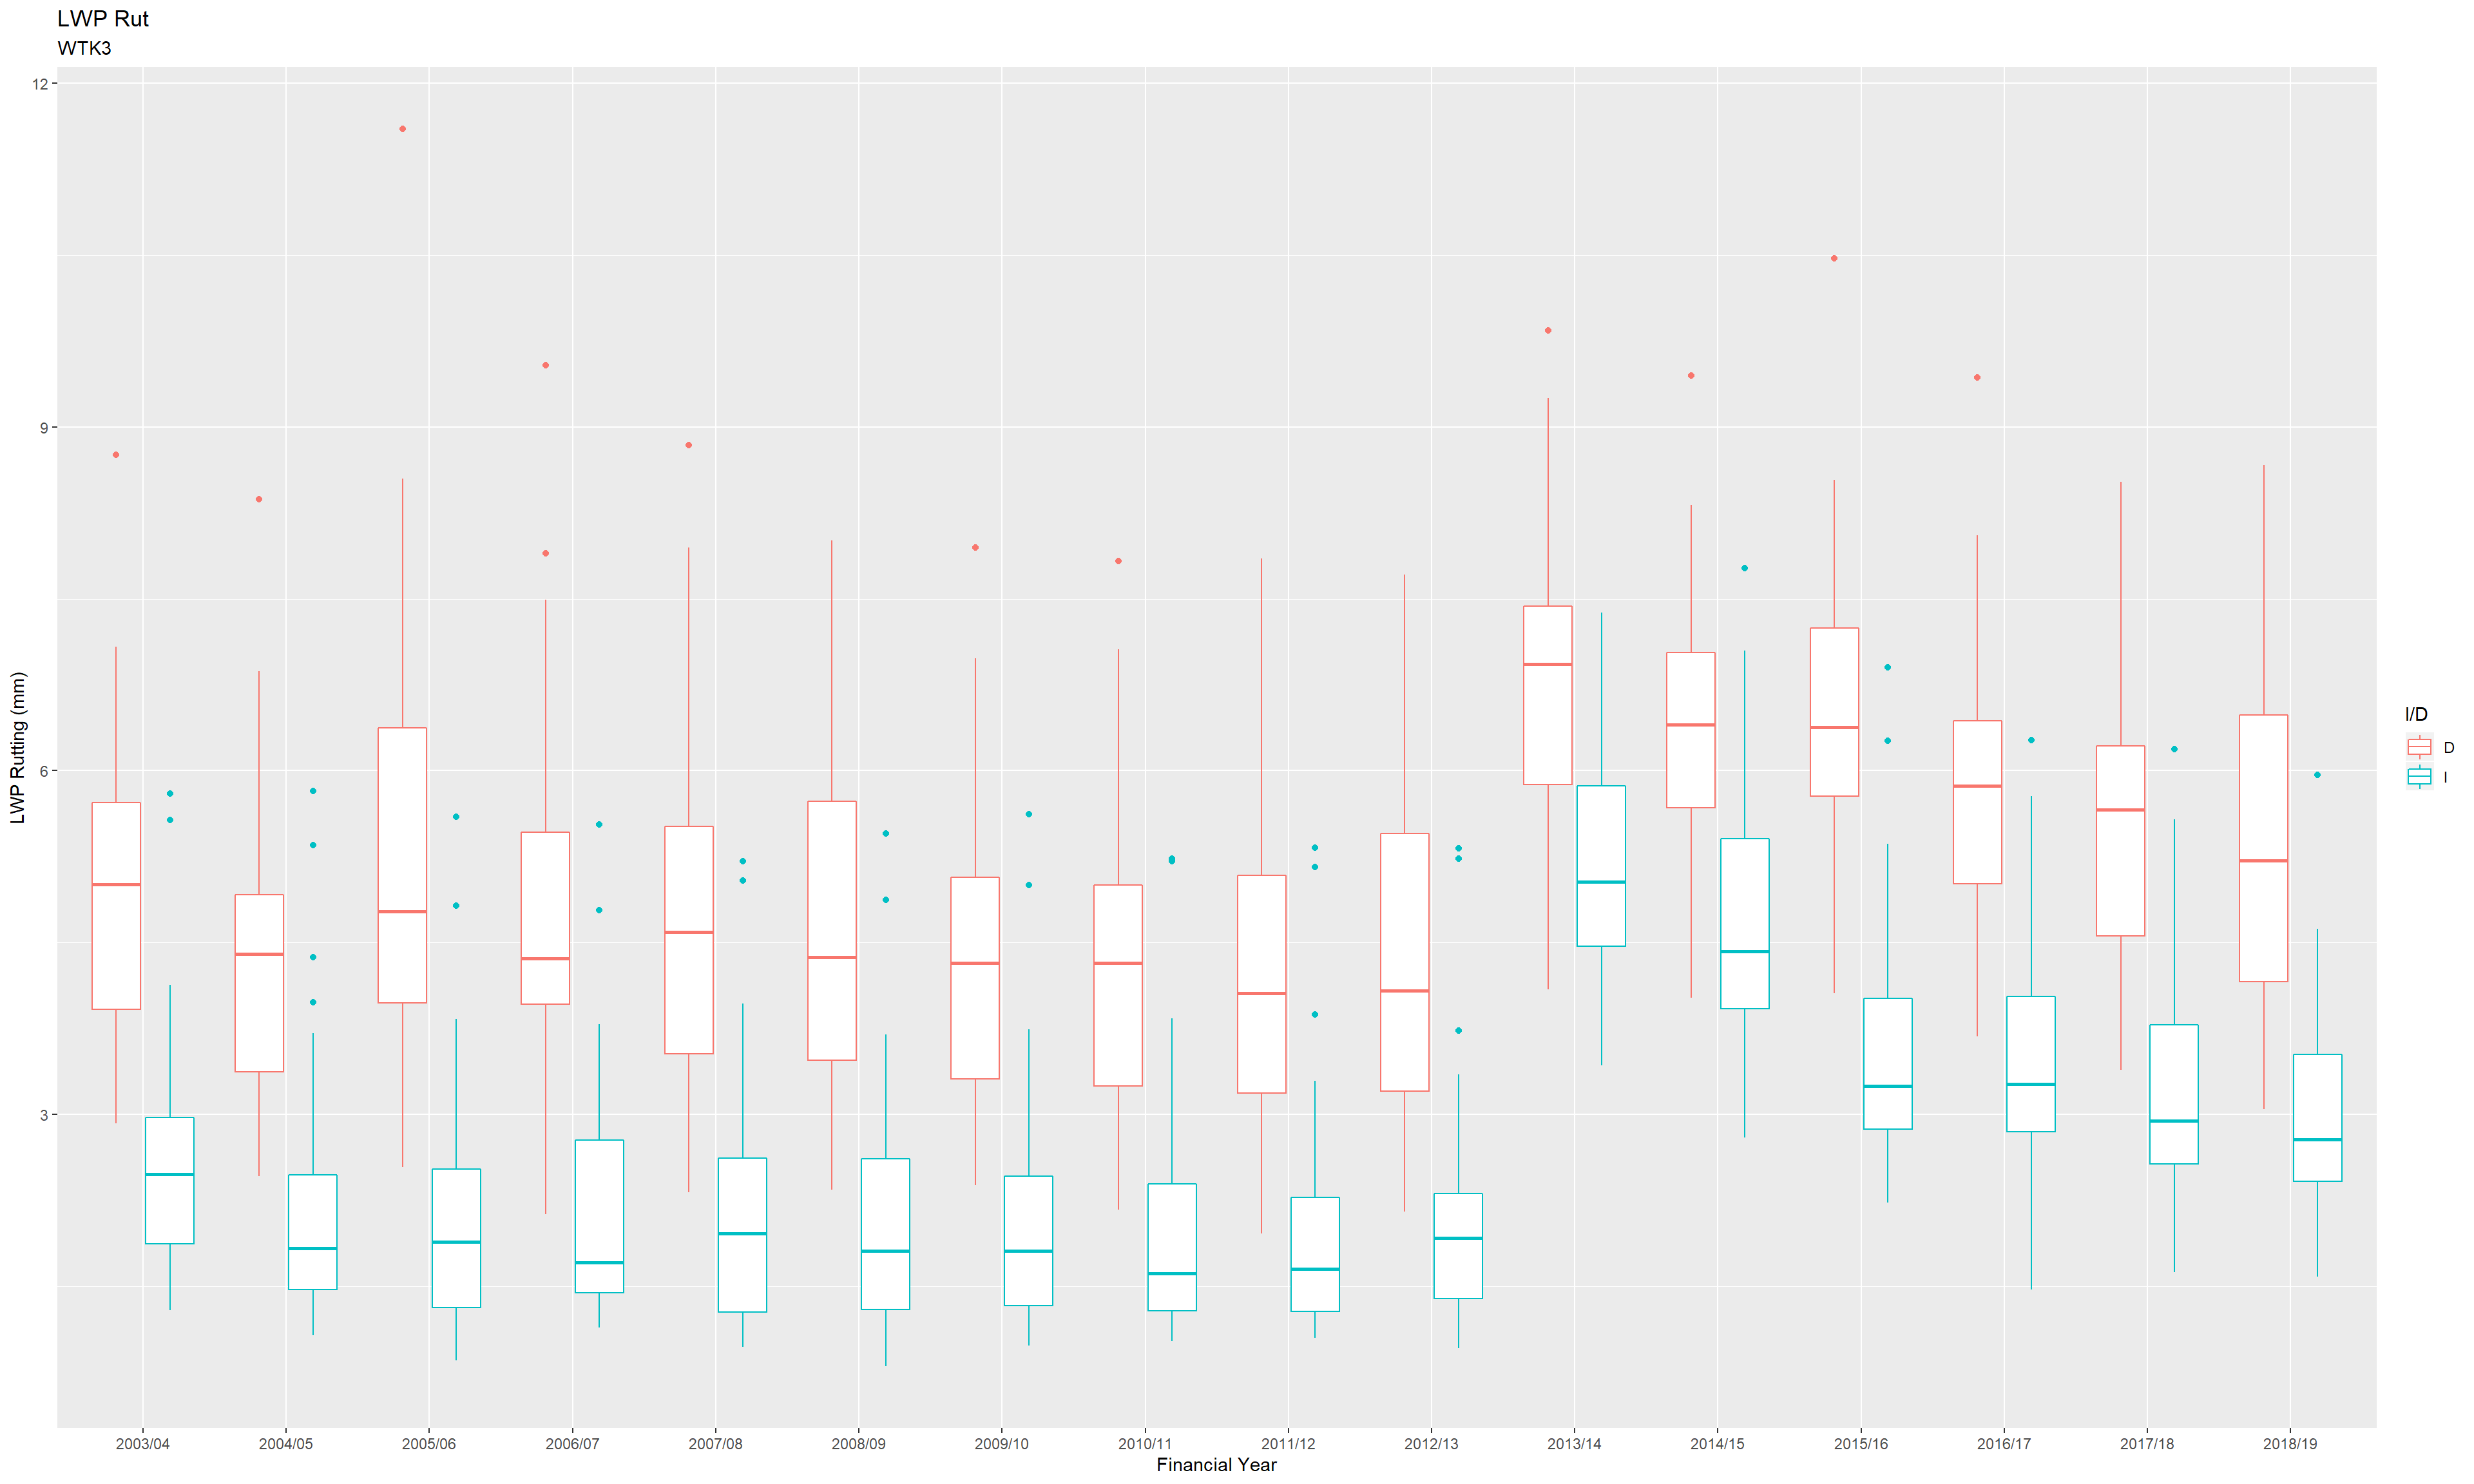 LWP Rut
WTK3
12
9
6
3
LWP Rutting (mm)
2003/04 2004/05 2005/06 2006/07 2007/08 2008/09 2009/10 2010/11 2011/12 2012/13 2013/14 2014/15 2015/16 2016/17 2017/18 2018/19
Financial Year
I/D
D
I